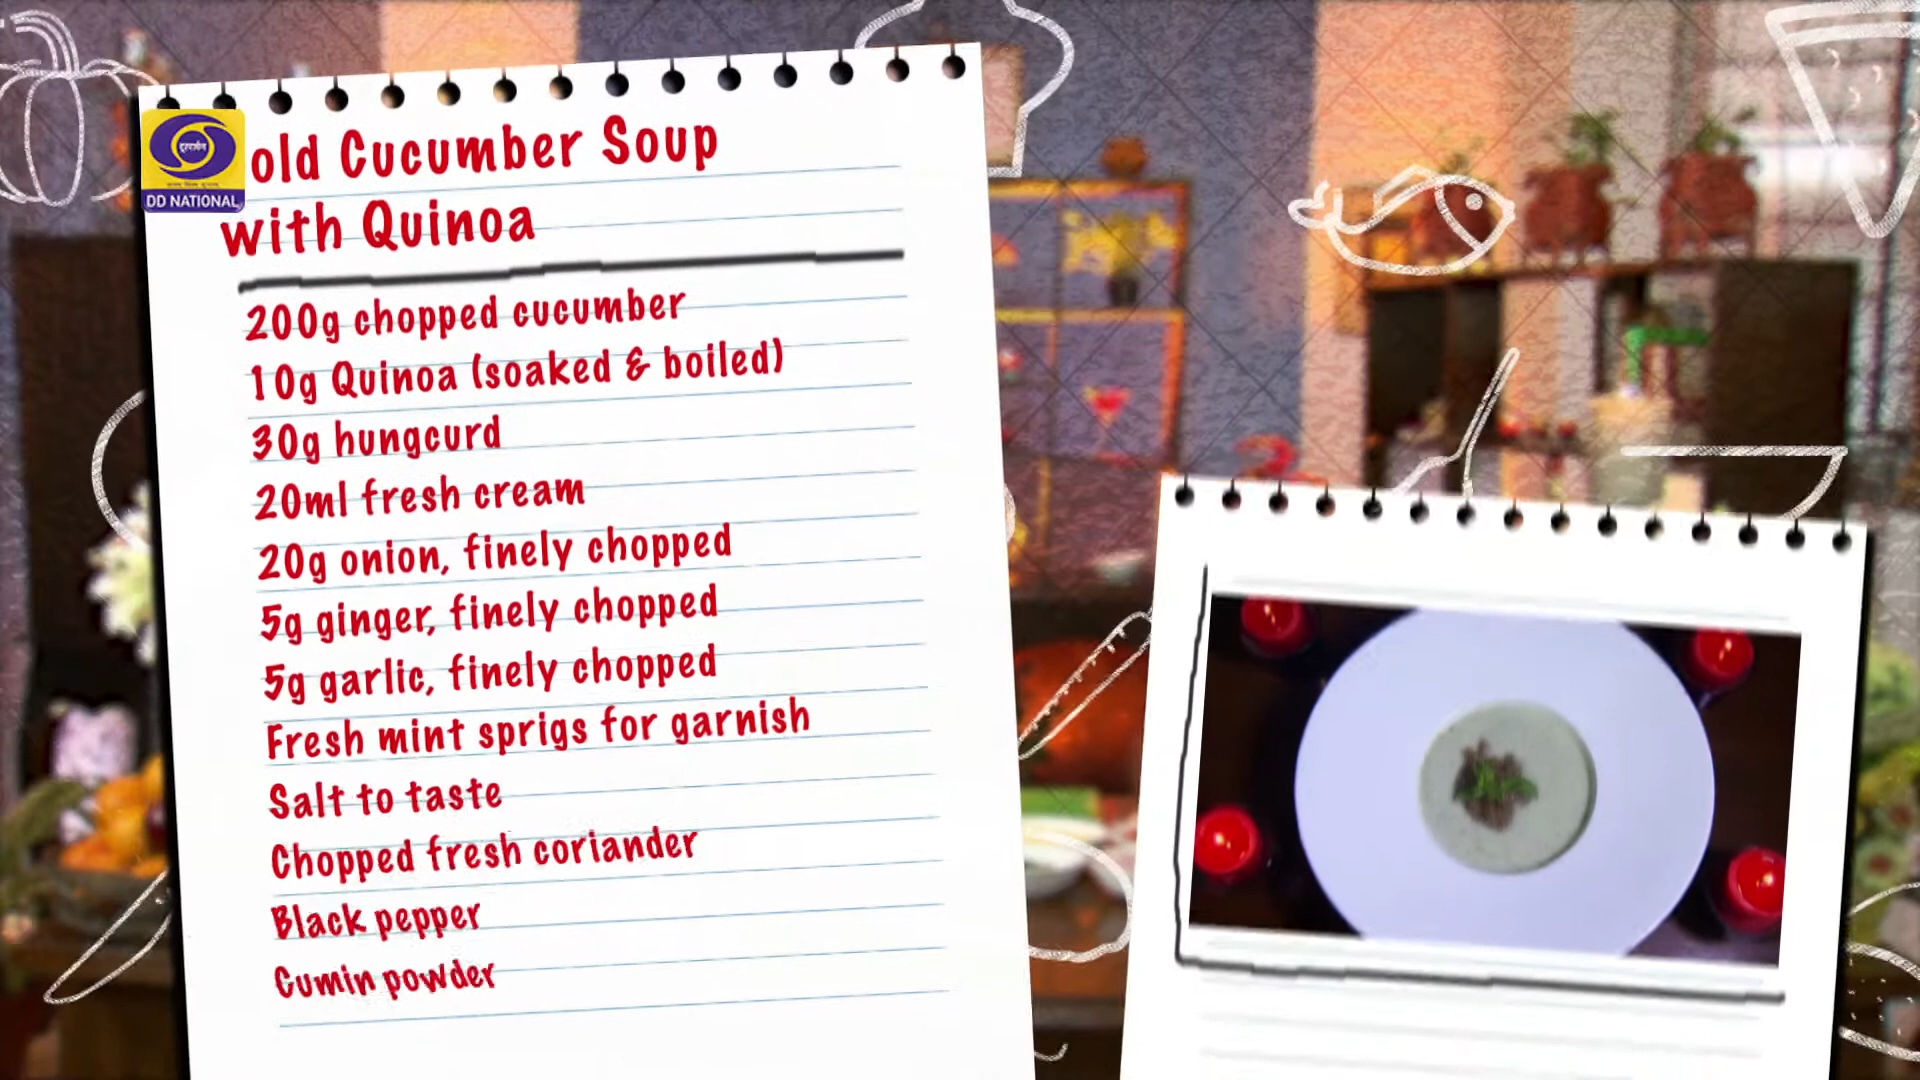 दूरदर्शन
DD NATIONAL
old Cucumber Soup
with Quinoa
200g chopped cucumber
10g Quinoa (soaked & boiled)
30g hungcurd
20ml fresh cream
20g onion, finely chopped
5g ginger, finely chopped
5g garlic, finely chopped
Fresh mint sprigs for garnish
Salt to taste
Chopped fresh coriander
Black pepper
Cumin powder